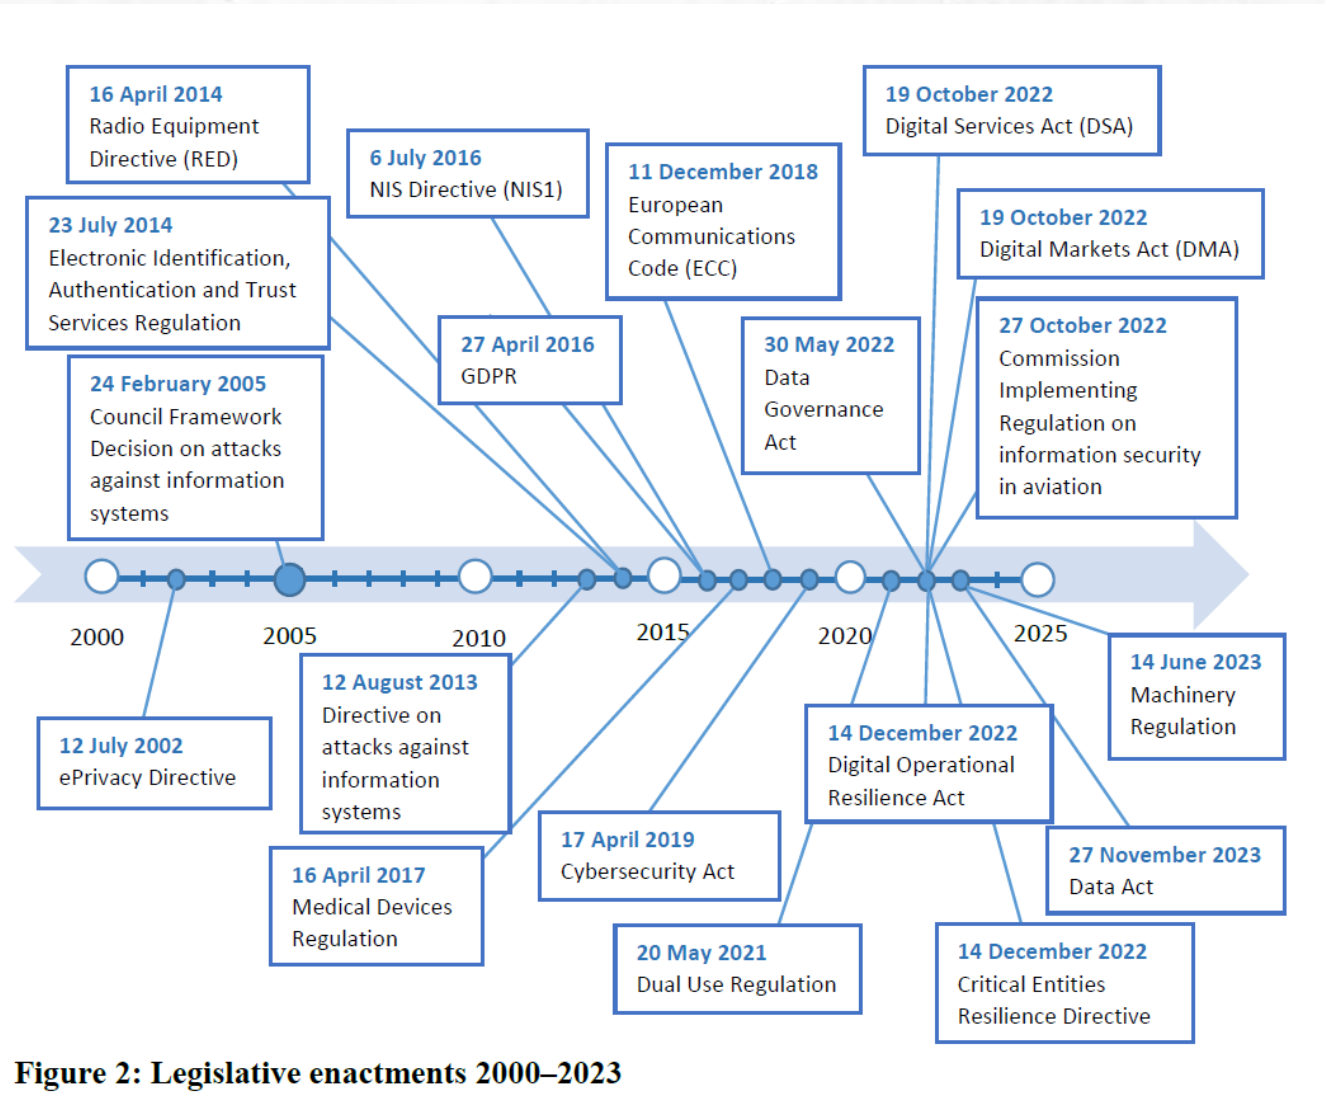 16 April 2014
Radio Equipment
Directive (RED)
23 July 2014
Electronic Identification,
Authentication and Trust
Services Regulation
24 February 2005
Council Framework
Decision on attacks
against information
systems
6 July 2016
NIS Directive (NIS1)
27 April 2016
GDPR
11 December 2018
European
Communications
Code (ECC)
30 May 2022
Data
Governance
Act
19 October 2022
Digital Services Act (DSA)
19 October 2022
Digital Markets Act (DMA)
27 October 2022
Commission
Implementing
Regulation on
information security
in aviation
2000
2005
2010
2015
2020
2025
12 July 2002
ePrivacy Directive
12 August 2013
Directive on
attacks against
information
systems
16 April 2017
Medical Devices
Regulation
17 April 2019
Cybersecurity Act
20 May 2021
Dual Use Regulation
14 December 2022
Digital Operational
Resilience Act
14 June 2023
Machinery
Regulation
27 November 2023
Data Act
14 December 2022
Critical Entities
Resilience Directive
Figure 2: Legislative enactments 2000–2023